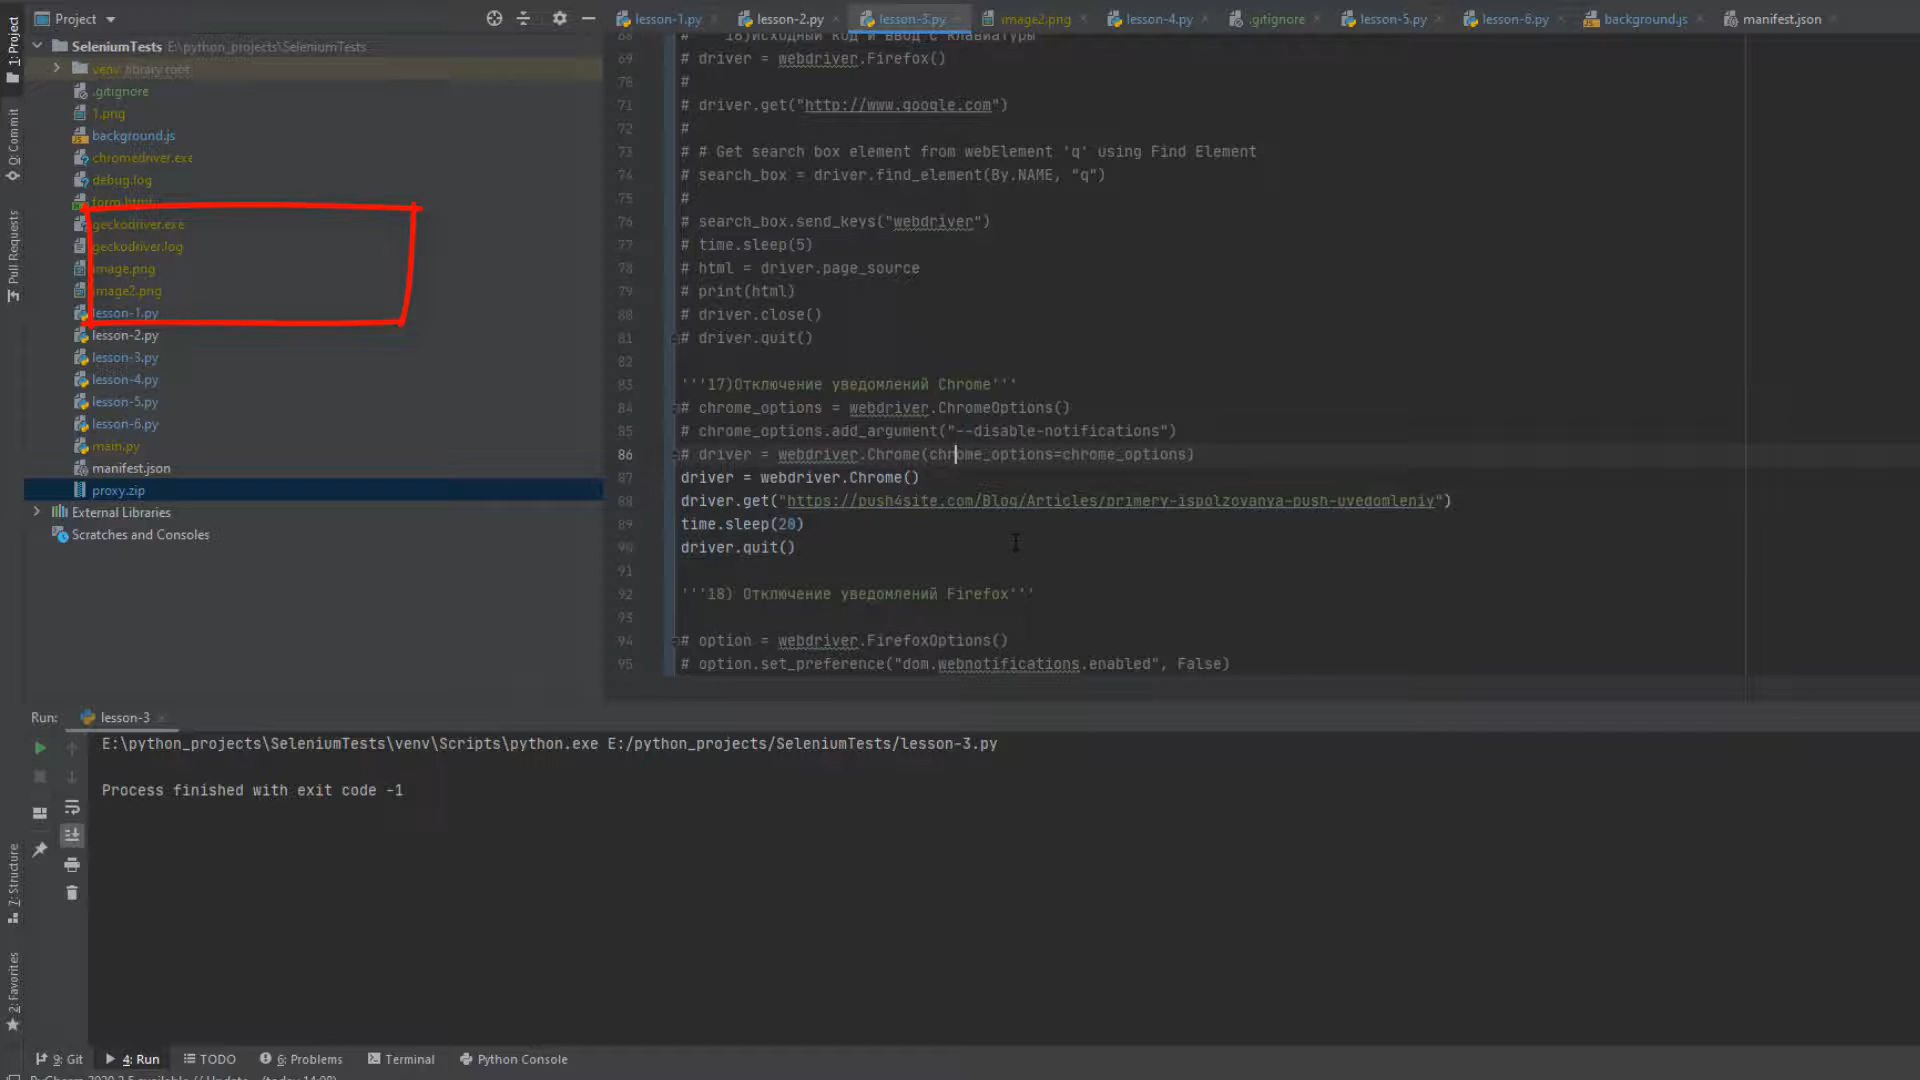 Project
lesson-1.py
lesson-2.py
lesson-3.py
image2.png
lesson-4.py
.gitignore
lesson-5.py
lesson-6.py
background.js
manifest.json
1: Project
0: Commit
Pull Requests
7: Structure
2: Favorites
SeleniumTests E:\python_projects\SeleniumTests
venv library root
.gitignore
1.png
background.js
chromedriver.exe
debug.log
form.html
geckodriver.exe
geckodriver.log
image.png
image2.png
lesson-1.py
lesson-2.py
lesson-3.py
lesson-4.py
lesson-5.py
lesson-6.py
main.py
manifest.json
proxy.zip
External Libraries
Scratches and Consoles
68 # 16)Исходный код и ввод с клавиатуры
69 # driver = webdriver.Firefox()
70 #
71 # driver.get("http://www.google.com")
72 #
73 # # Get search box element from webElement 'q' using Find Element
74 # search_box = driver.find_element(By.NAME, "q")
75 #
76 # search_box.send_keys("webdriver")
77 # time.sleep(5)
78 # html = driver.page_source
79 # print(html)
80 # driver.close()
81 # driver.quit()
82
83 '''17)Отключение уведомлений Chrome'''
84 # chrome_options = webdriver.ChromeOptions()
85 # chrome_options.add_argument("--disable-notifications")
86 # driver = webdriver.Chrome(chrome_options=chrome_options)
87 driver = webdriver.Chrome()
88 driver.get("https://push4site.com/Blog/Articles/primery-ispolzovanya-push-uvedomleniy")
89 time.sleep(20)
90 driver.quit()
91
92 '''18) Отключение уведомлений Firefox'''
93
94 # option = webdriver.FirefoxOptions()
95 # option.set_preference("dom.webnotifications.enabled", False)
Run: lesson-3
E:\python_projects\SeleniumTests\venv\Scripts\python.exe E:/python_projects/SeleniumTests/lesson-3.py
Process finished with exit code -1
9: Git
4: Run
TODO
6: Problems
Terminal
Python Console